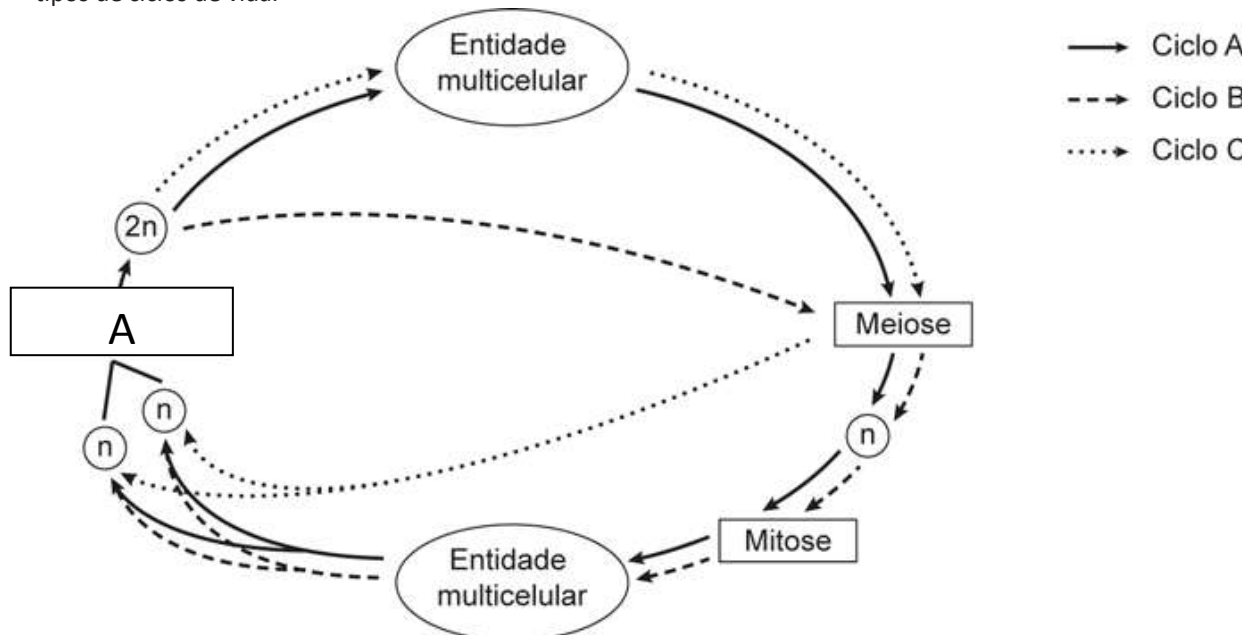 Entidade
multicelular
Ciclo A
Ciclo B
Ciclo C
2n
A
Meiose
n
n
n
Mitose
Entidade
multicelular